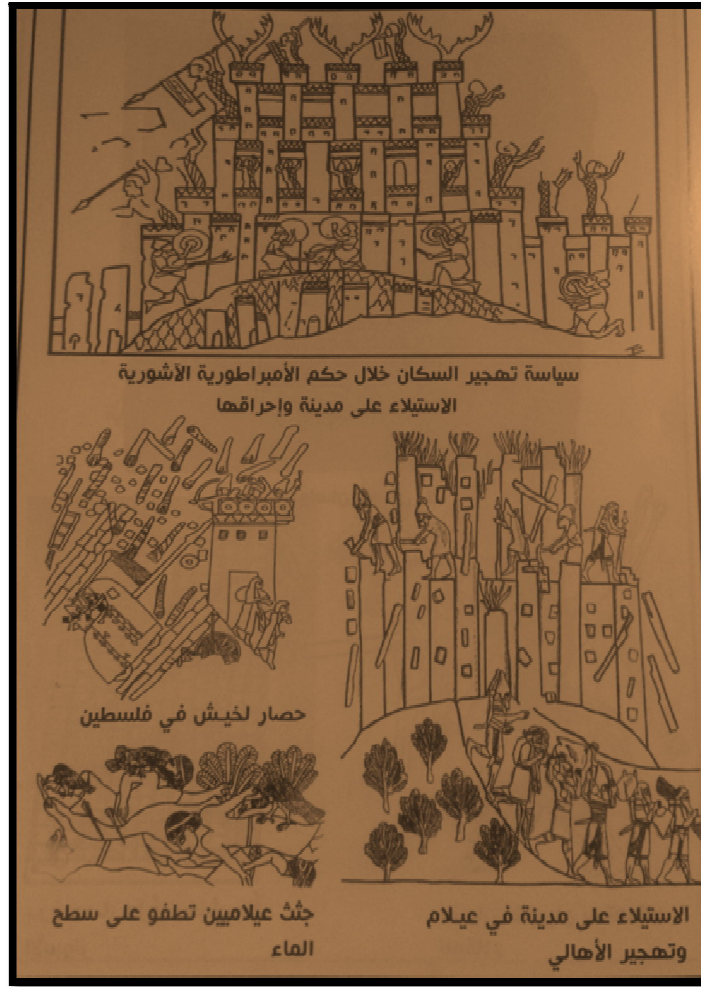 سياسة تهجير السكان خلال حكم الأمبراطورية الآشورية
الاستيلاء على مدينة وإحراقها
حصار لخيش في فلسطين
جثث عيلاميين تطفو على سطح
الماء
الاستيلاء على مدينة في عيلام
وتهجير الأهالي